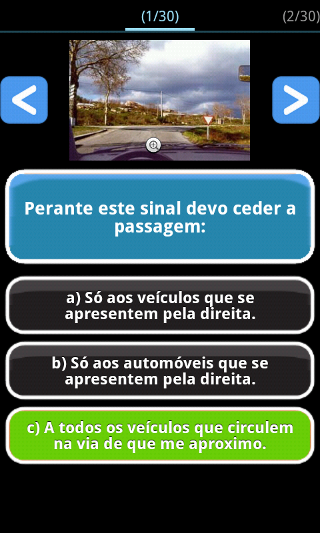 (1/30)
(2/30)
Perante este sinal devo ceder a
passagem:
a) Só aos veículos que se
apresentem pela direita.
b) Só aos automóveis que se
apresentem pela direita.
c) A todos os veículos que circulem
na via de que me aproximo.